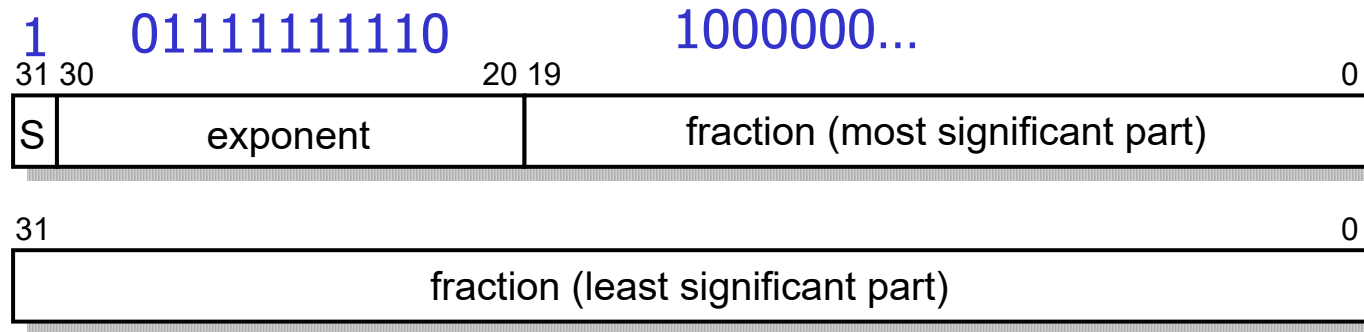 1 01111111110 1000000...
31 30 20 19 0
S exponent fraction (most significant part)
31 0
fraction (least significant part)